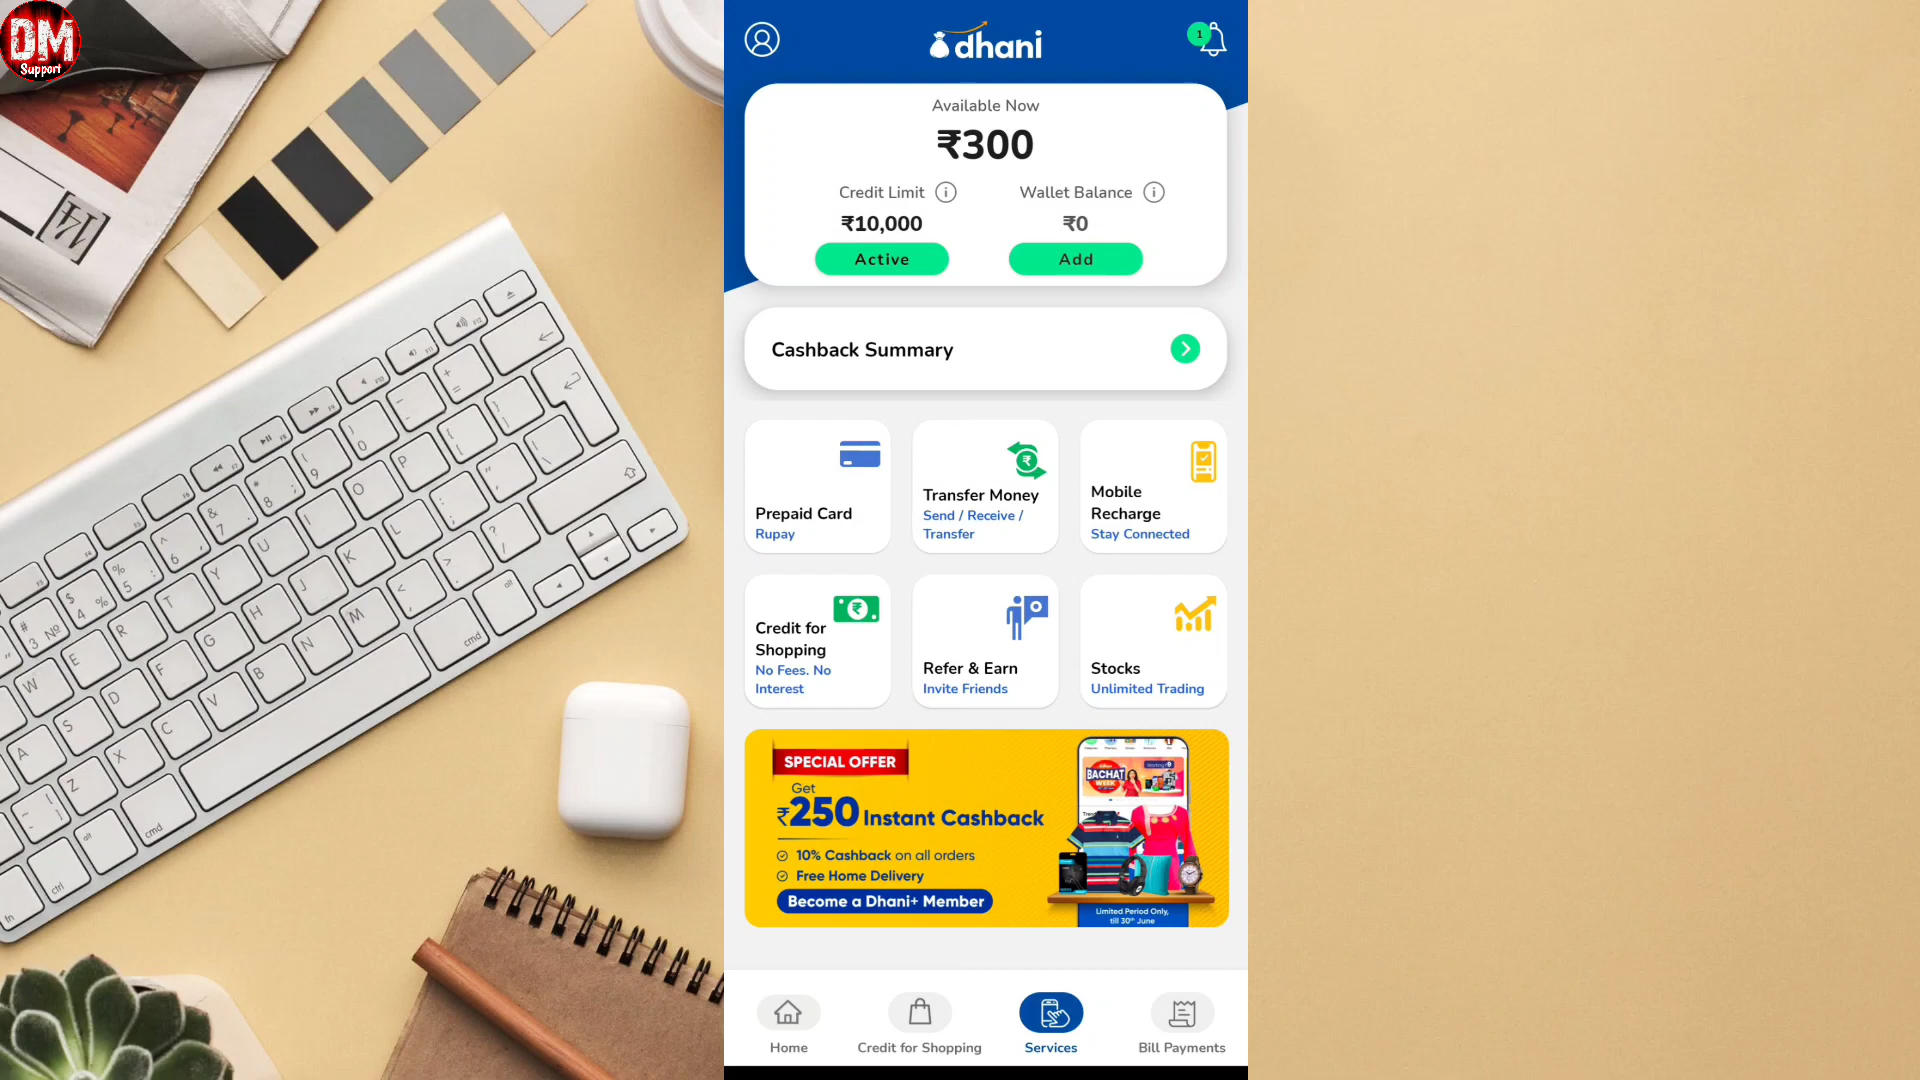 DM
Support
dhani
1
Available Now
₹300
Credit Limit
Wallet Balance
₹10,000
₹0
Active
Add
Cashback Summary
Prepaid Card
Rupay
Transfer Money
Send / Receive /
Transfer
Mobile
Recharge
Stay Connected
Credit for
Shopping
No Fees. No
Interest
Refer & Earn
Invite Friends
Stocks
Unlimited Trading
SPECIAL OFFER
Get
₹250 Instant Cashback
10% Cashback on all orders
Free Home Delivery
Become a Dhani+ Member
BACHAT
WEEK
Limited Period Only,
till 30th June
Home
Credit for Shopping
Services
Bill Payments